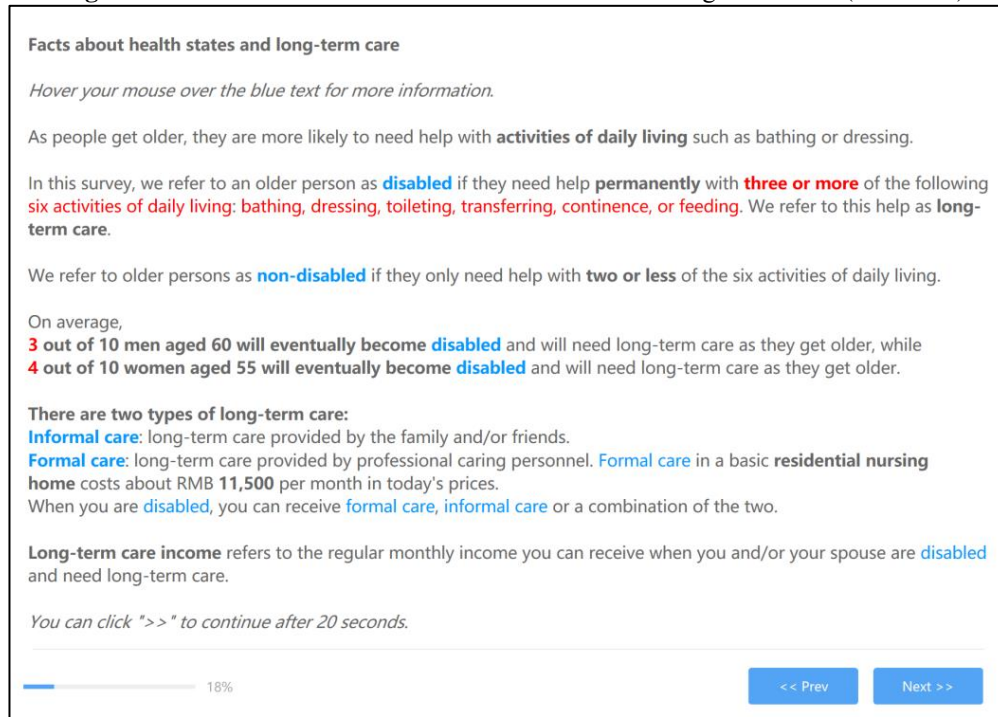 Facts about health states and long-term care
Hover your mouse over the blue text for more information.
As people get older, they are more likely to need help with activities of daily living such as bathing or dressing.
In this survey, we refer to an older person as disabled if they need help permanently with three or more of the following
six activities of daily living: bathing, dressing, toileting, transferring, continence, or feeding. We refer to this help as long-
term care.
We refer to older persons as non-disabled if they only need help with two or less of the six activities of daily living.
On average,
3 out of 10 men aged 60 will eventually become disabled and will need long-term care as they get older, while
4 out of 10 women aged 55 will eventually become disabled and will need long-term care as they get older.
There are two types of long-term care:
Informal care: long-term care provided by the family and/or friends.
Formal care: long-term care provided by professional caring personnel. Formal care in a basic residential nursing
home costs about RMB 11,500 per month in today's prices.
When you are disabled, you can receive formal care, informal care or a combination of the two.
Long-term care income refers to the regular monthly income you can receive when you and/or your spouse are disabled
and need long-term care.
You can click ">>" to continue after 20 seconds.
18%
<< Prev
Next >>